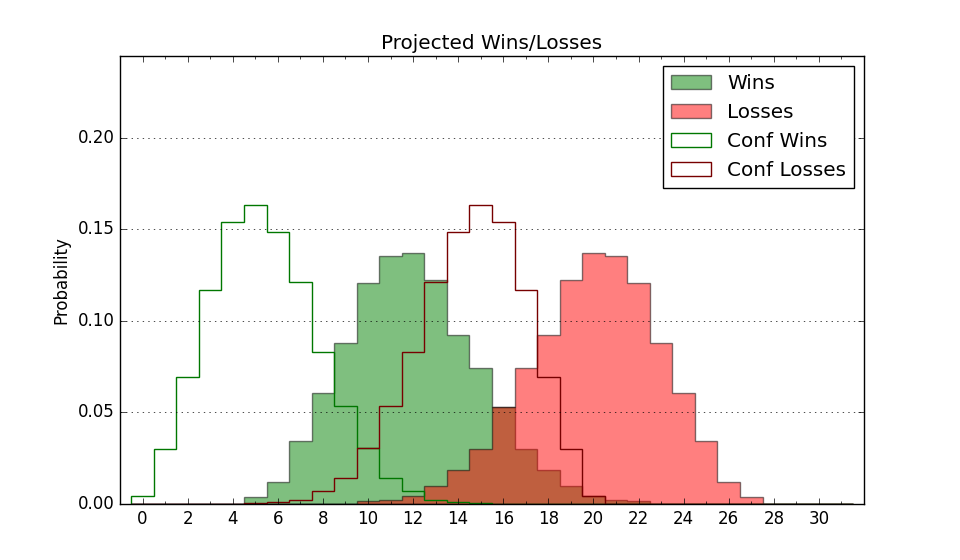 Projected Wins/Losses
Wins
Losses
Conf Wins
Conf Losses
Probability
0.20
0.15
0.10
0.05
0.00
0 2 4 6 8 10 12 14 16 18 20 22 24 26 28 30